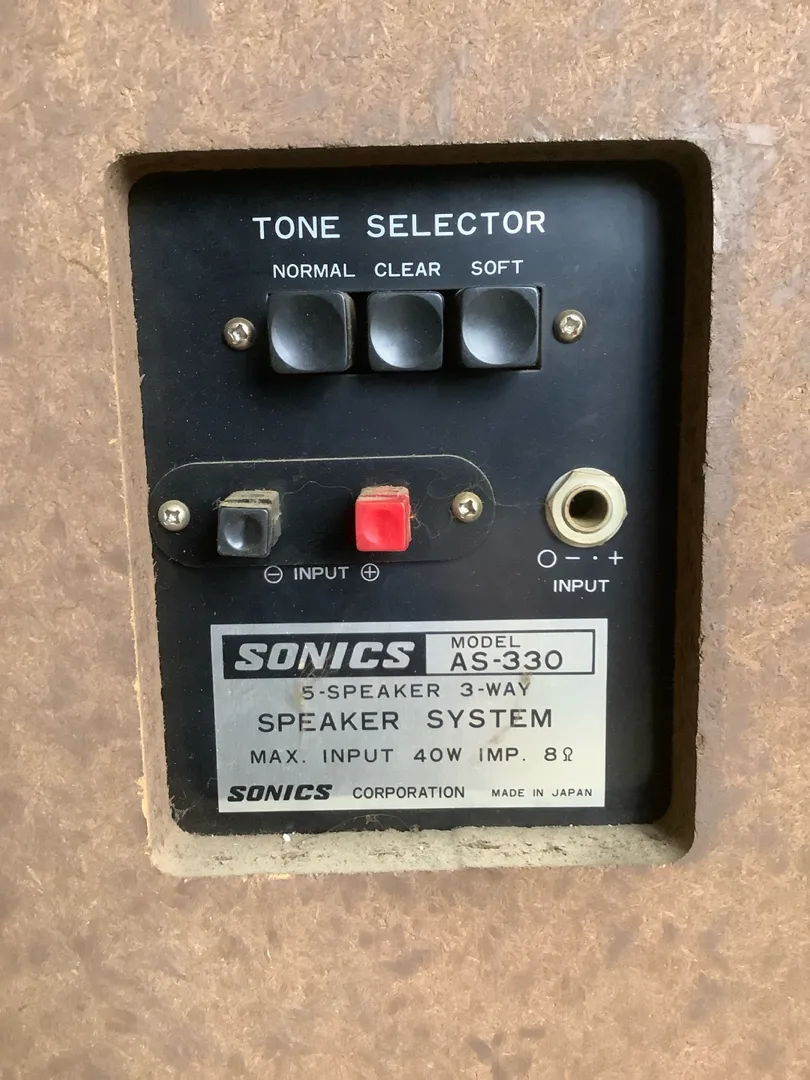 TONE SELECTOR
NORMAL CLEAR SOFT
⊖ INPUT ⊕
○ − · +
INPUT
SONICS MODEL AS-330
5-SPEAKER 3-WAY
SPEAKER SYSTEM
MAX. INPUT 40W IMP. 8Ω
SONICS CORPORATION MADE IN JAPAN